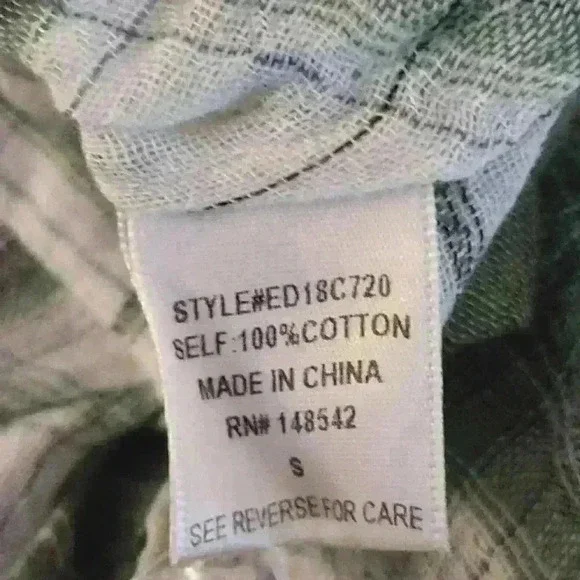 STYLE#ED18C720
SELF:100%COTTON
MADE IN CHINA
RN# 148542
S
SEE REVERSE FOR CARE